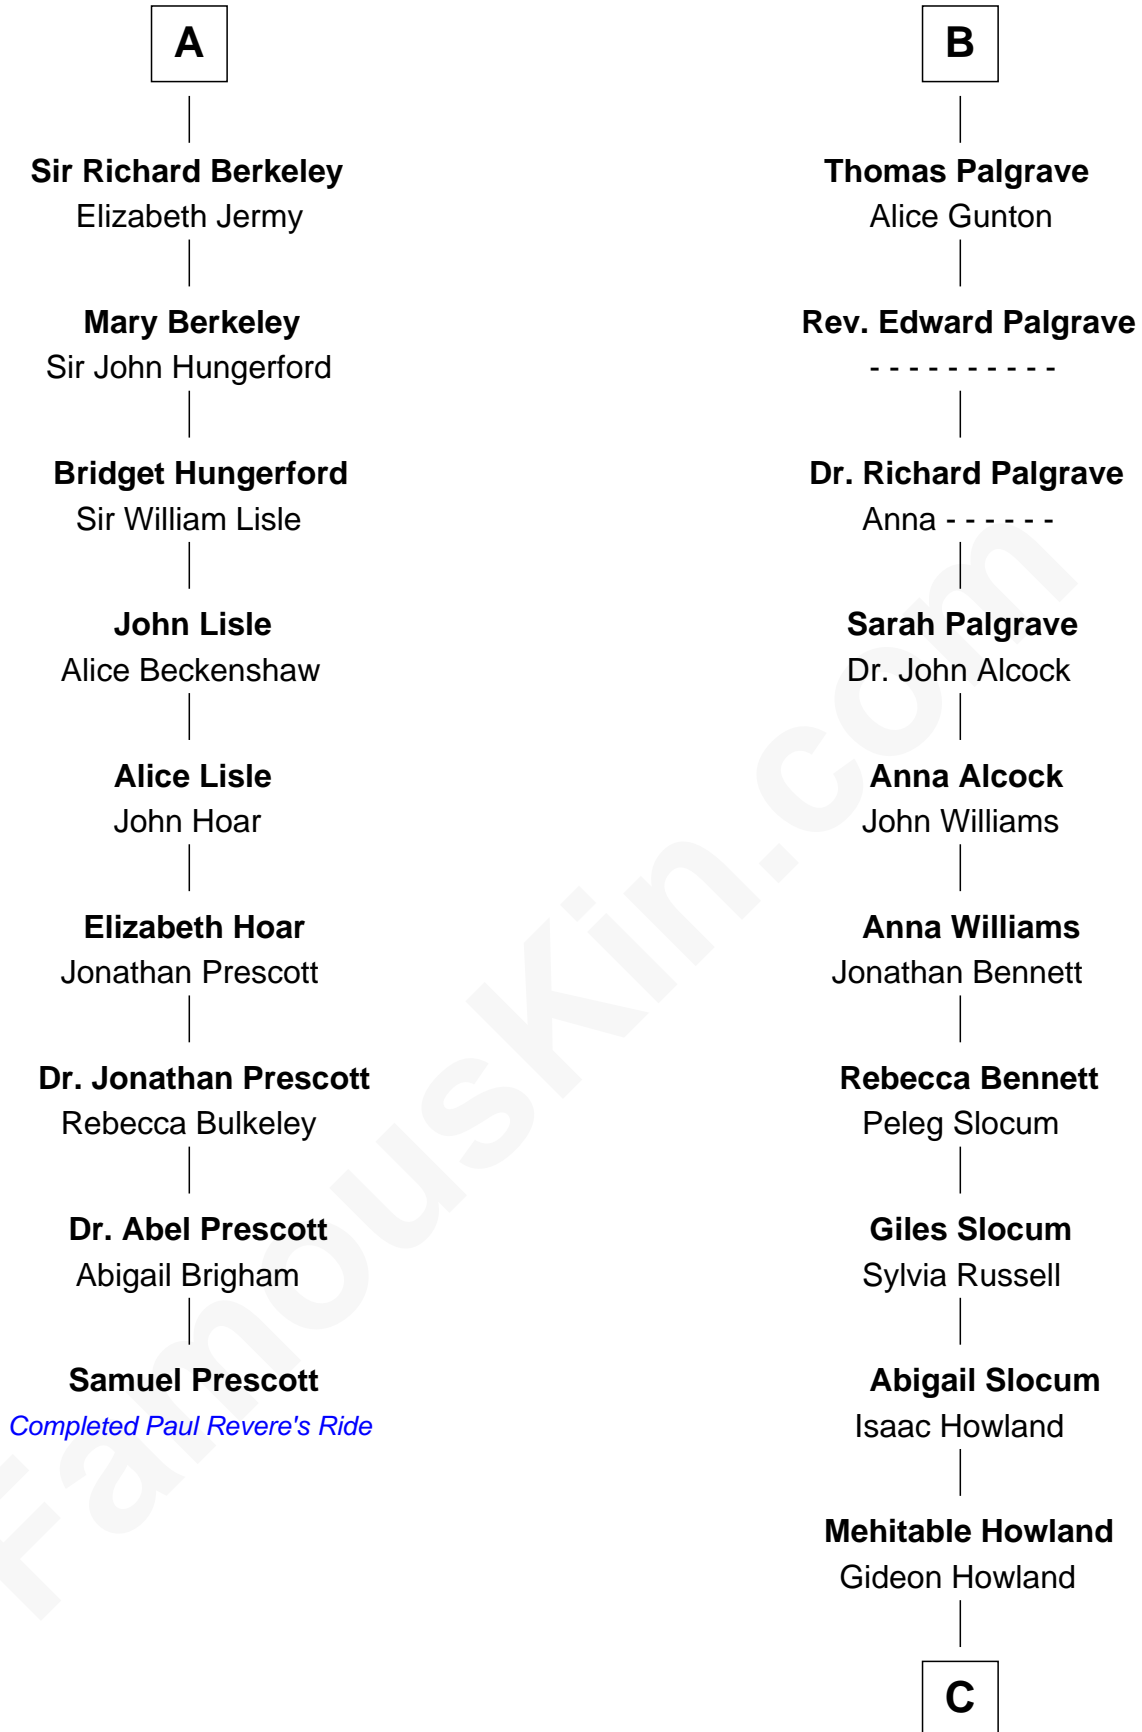 A
Sir Richard Berkeley
Elizabeth Jermy
Mary Berkeley
Sir John Hungerford
Bridget Hungerford
Sir William Lisle
John Lisle
Alice Beckenshaw
Alice Lisle
John Hoar
Elizabeth Hoar
Jonathan Prescott
Dr. Jonathan Prescott
Rebecca Bulkeley
Dr. Abel Prescott
Abigail Brigham
Samuel Prescott
Completed Paul Revere's Ride
B
Thomas Palgrave
Alice Gunton
Rev. Edward Palgrave
- - - - - - - - - -
Dr. Richard Palgrave
Anna - - - - - -
Sarah Palgrave
Dr. John Alcock
Anna Alcock
John Williams
Anna Williams
Jonathan Bennett
Rebecca Bennett
Peleg Slocum
Giles Slocum
Sylvia Russell
Abigail Slocum
Isaac Howland
Mehitable Howland
Gideon Howland
C
FamousKin.com